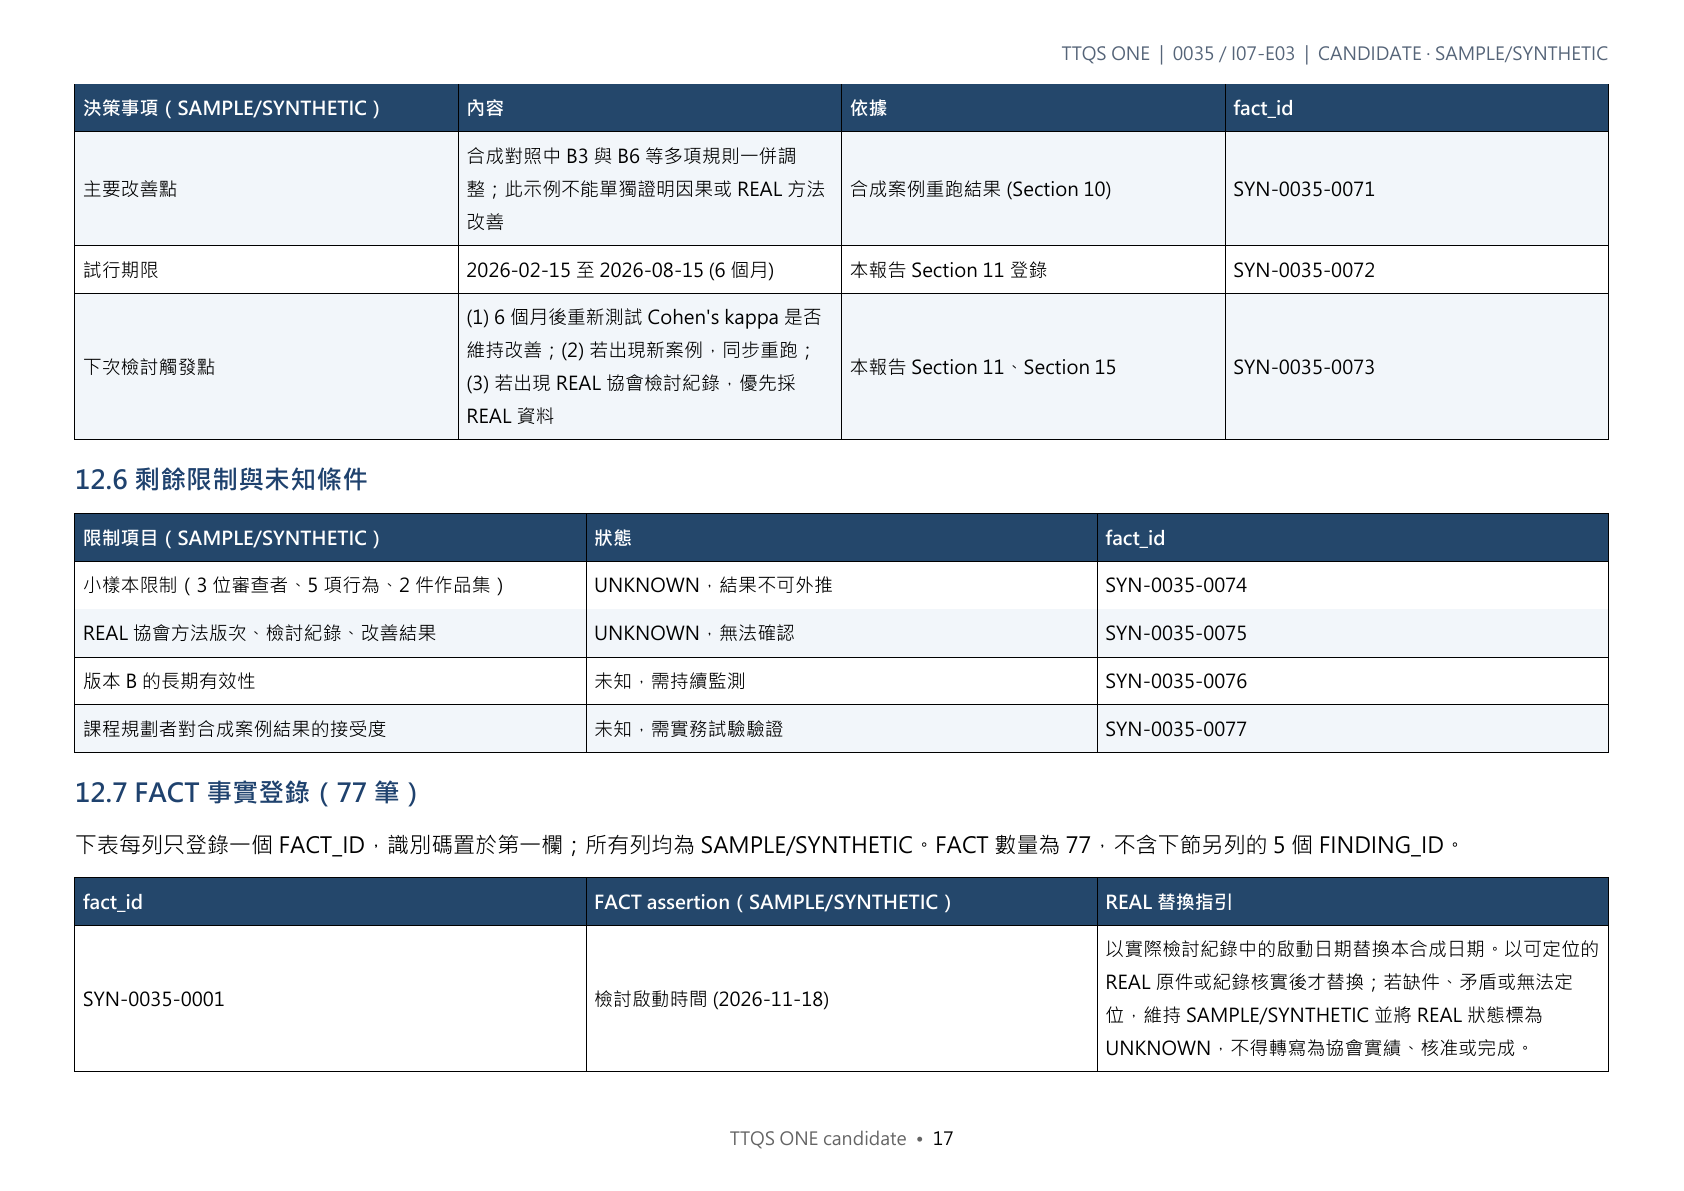 TTQS ONE | 0035 / I07-E03 | CANDIDATE · SAMPLE/SYNTHETIC
決策事項（SAMPLE/SYNTHETIC） 內容 依據 fact_id
主要改善點
合成對照中 B3 與 B6 等多項規則一併調
整；此示例不能單獨證明因果或 REAL 方法
改善
合成案例重跑結果 (Section 10)
SYN-0035-0071
試行期限 2026-02-15 至 2026-08-15 (6 個月) 本報告 Section 11 登錄 SYN-0035-0072
下次檢討觸發點
(1) 6 個月後重新測試 Cohen's kappa 是否
維持改善；(2) 若出現新案例，同步重跑；
(3) 若出現 REAL 協會檢討紀錄，優先採
REAL 資料
本報告 Section 11、Section 15
SYN-0035-0073
12.6 剩餘限制與未知條件
限制項目（SAMPLE/SYNTHETIC） 狀態 fact_id
小樣本限制（3 位審查者、5 項行為、2 件作品集） UNKNOWN，結果不可外推 SYN-0035-0074
REAL 協會方法版次、檢討紀錄、改善結果 UNKNOWN，無法確認 SYN-0035-0075
版本 B 的長期有效性 未知，需持續監測 SYN-0035-0076
課程規劃者對合成案例結果的接受度 未知，需實務試驗驗證 SYN-0035-0077
12.7 FACT 事實登錄（77 筆）
下表每列只登錄一個 FACT_ID，識別碼置於第一欄；所有列均為 SAMPLE/SYNTHETIC。FACT 數量為 77，不含下節另列的 5 個 FINDING_ID。
fact_id FACT assertion（SAMPLE/SYNTHETIC） REAL 替換指引
SYN-0035-0001
檢討啟動時間 (2026-11-18)
以實際檢討紀錄中的啟動日期替換本合成日期。以可定位的
REAL 原件或紀錄核實後才替換；若缺件、矛盾或無法定
位，維持 SAMPLE/SYNTHETIC 並將 REAL 狀態標為
UNKNOWN，不得轉寫為協會實績、核准或完成。
TTQS ONE candidate • 17